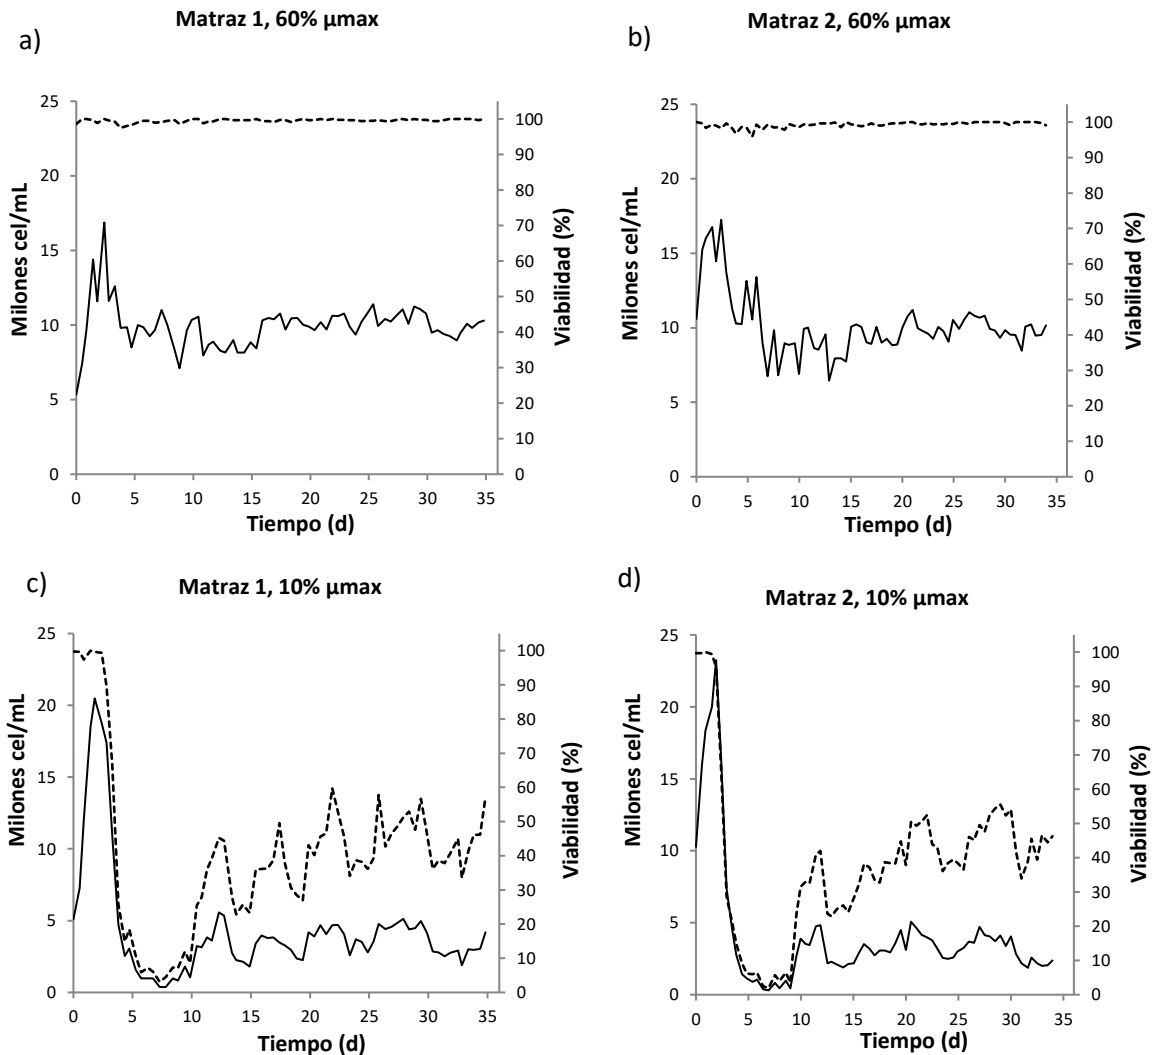 a)
Matraz 1, 60% µmax
25
20
15
10
5
0
Milones cel/mL
100
90
80
70
60
50
40
30
20
10
0
Viabilidad (%)
0 5 10 15 20 25 30 35
Tiempo (d)
b)
Matraz 2, 60% µmax
25
20
15
10
5
0
Milones cel/mL
100
90
80
70
60
50
40
30
20
10
0
Viabilidad (%)
0 5 10 15 20 25 30 35
Tiempo (d)
c)
Matraz 1, 10% µmax
25
20
15
10
5
0
Milones cel/mL
100
90
80
70
60
50
40
30
20
10
0
Viabilidad (%)
0 5 10 15 20 25 30 35
Tiempo (d)
d)
Matraz 2, 10% µmax
25
20
15
10
5
0
Milones cel/mL
100
90
80
70
60
50
40
30
20
10
0
Viabilidad (%)
0 5 10 15 20 25 30 35
Tiempo (d)